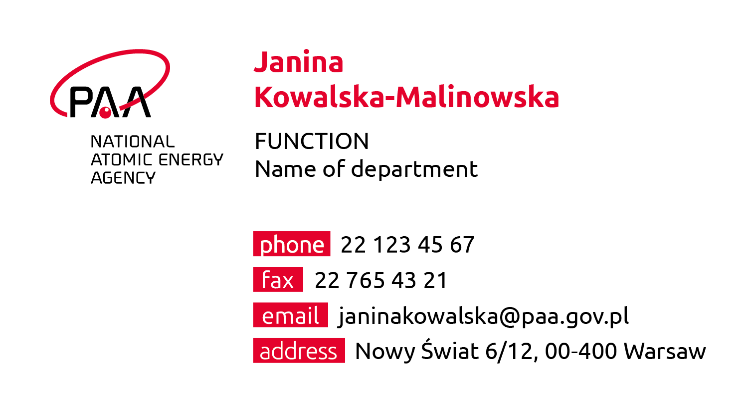 PAA
NATIONAL
ATOMIC ENERGY
AGENCY
Janina
Kowalska-Malinowska
FUNCTION
Name of department
phone 22 123 45 67
fax 22 765 43 21
email janinakowalska@paa.gov.pl
address Nowy Świat 6/12, 00-400 Warsaw